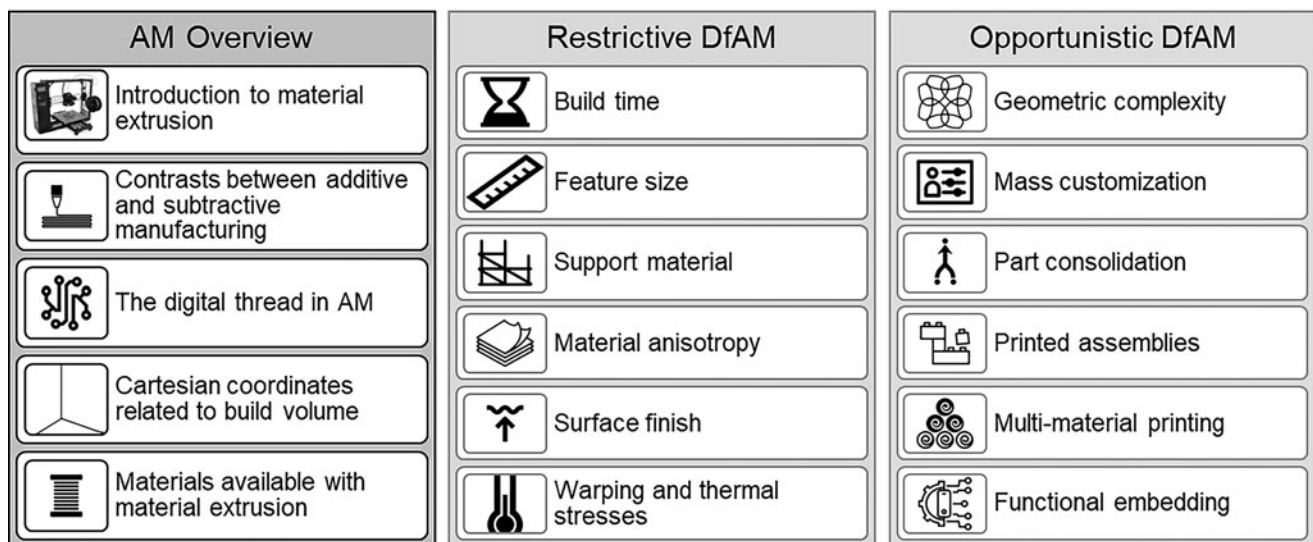 AM Overview
Introduction to material
extrusion
Contrasts between additive
and subtractive
manufacturing
The digital thread in AM
Cartesian coordinates
related to build volume
Materials available with
material extrusion
Restrictive DfAM
Build time
Feature size
Support material
Material anisotropy
Surface finish
Warping and thermal
stresses
Opportunistic DfAM
Geometric complexity
Mass customization
Part consolidation
Printed assemblies
Multi-material printing
Functional embedding